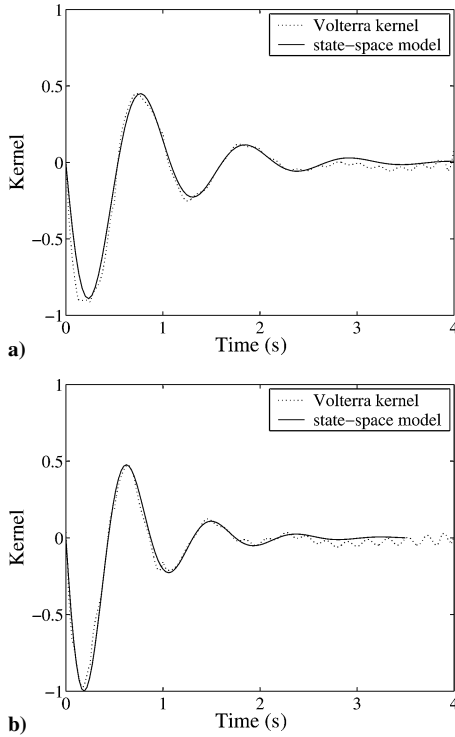 1
Volterra kernel
state−space model
0.5
Kernel
0
−0.5
−1
0
1
2
3
4
Time (s)
a)
1
Volterra kernel
state−space model
0.5
Kernel
0
−0.5
−1
0
1
2
3
4
Time (s)
b)